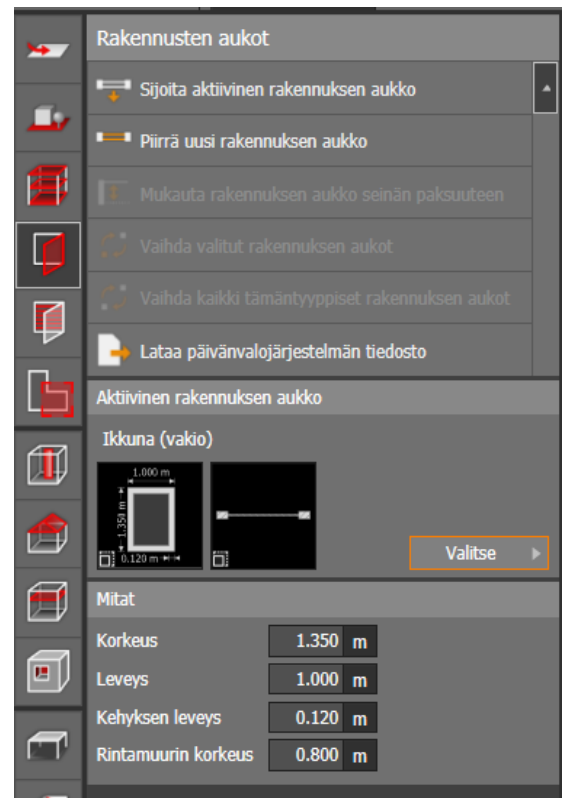 Rakennusten aukot
Sijoita aktiivinen rakennuksen aukko
Piirrä uusi rakennuksen aukko
Mukauta rakennuksen aukko seinän paksuuteen
Vaihda valitut rakennuksen aukot
Vaihda kaikki tämäntyyppiset rakennuksen aukot
Lataa päivänvalojärjestelmän tiedosto
Aktiivinen rakennuksen aukko
Ikkuna (vakio)
1.000 m
1.350 m
0.120 m
Valitse
Mitat
Korkeus 1.350 m
Leveys 1.000 m
Kehyksen leveys 0.120 m
Rintamuurin korkeus 0.800 m